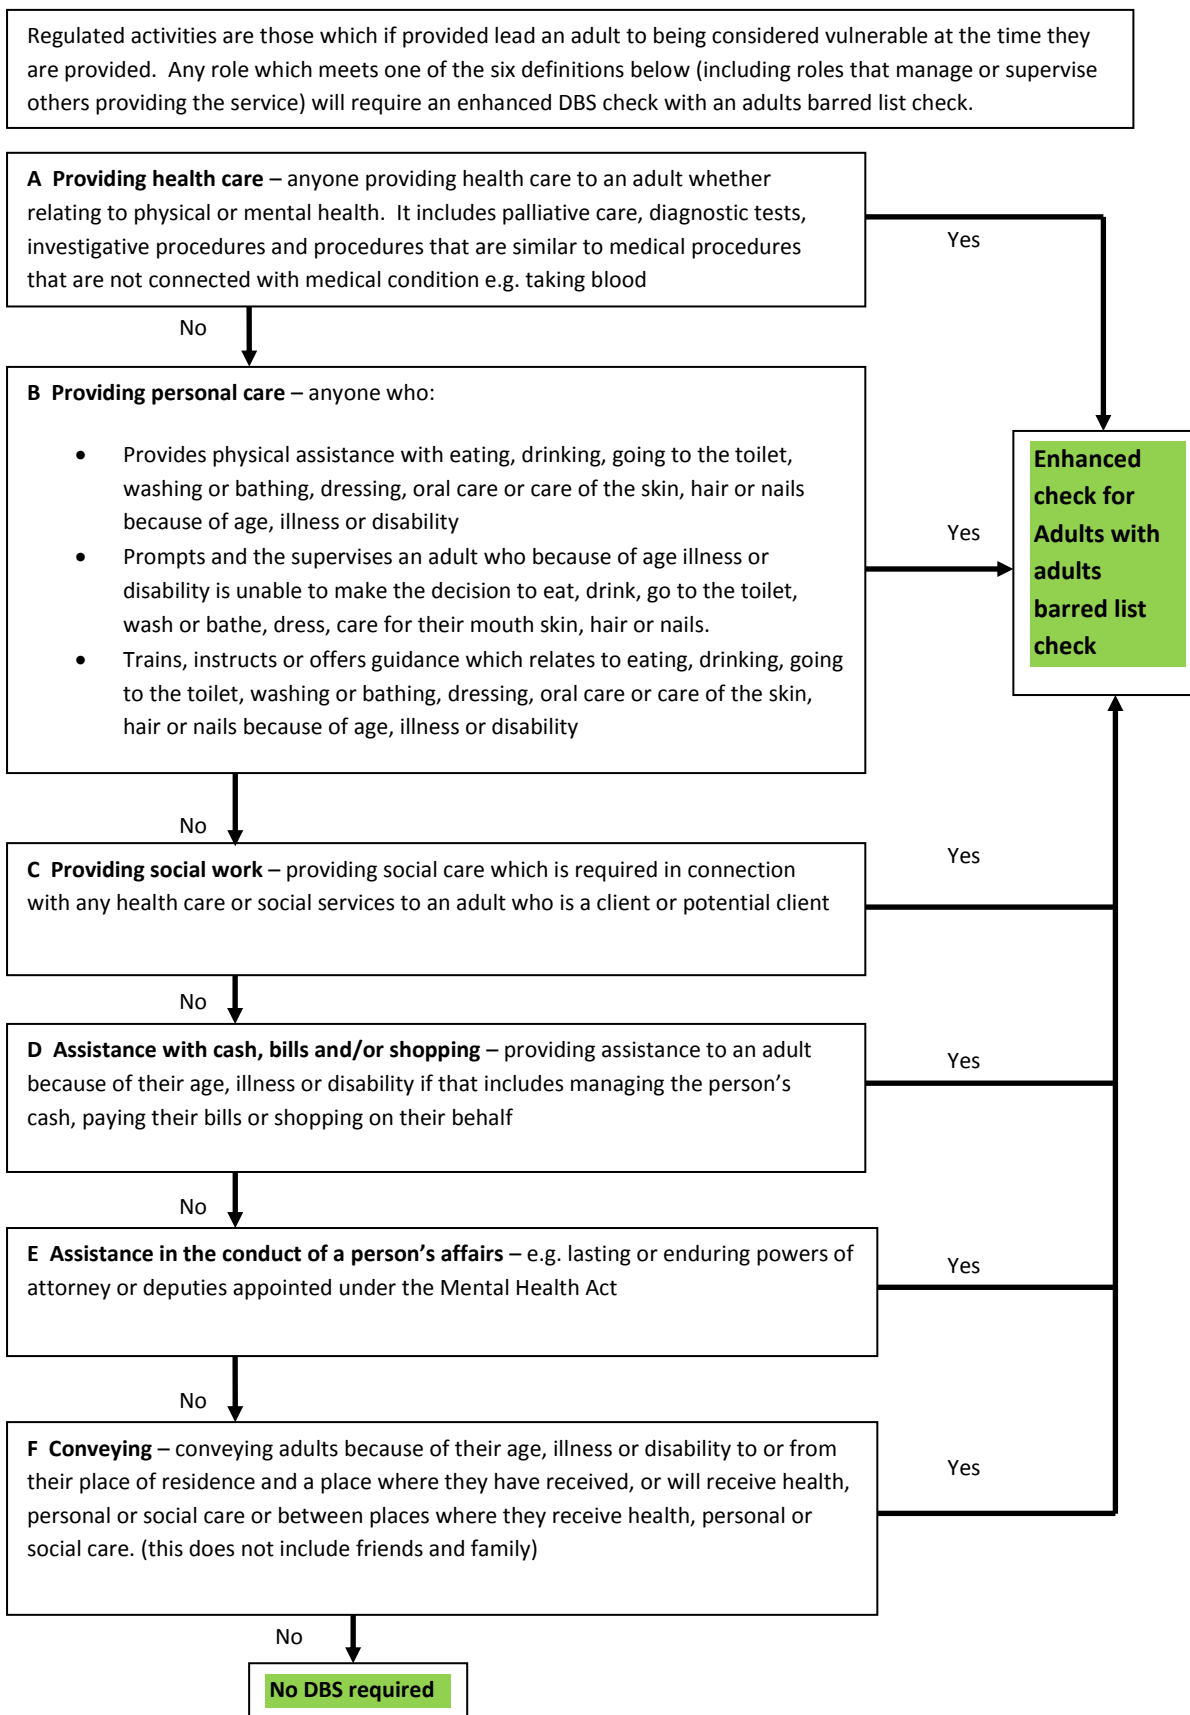 Regulated activities are those which if provided lead an adult to being considered vulnerable at the time they
are provided.  Any role which meets one of the six definitions below (including roles that manage or supervise
others providing the service) will require an enhanced DBS check with an adults barred list check.
A  Providing health care – anyone providing health care to an adult whether
relating to physical or mental health.  It includes palliative care, diagnostic tests,
investigative procedures and procedures that are similar to medical procedures
that are not connected with medical condition e.g. taking blood
Yes
No
B  Providing personal care – anyone who:
• Provides physical assistance with eating, drinking, going to the toilet,
washing or bathing, dressing, oral care or care of the skin, hair or nails
because of age, illness or disability
• Prompts and the supervises an adult who because of age illness or
disability is unable to make the decision to eat, drink, go to the toilet,
wash or bathe, dress, care for their mouth skin, hair or nails.
• Trains, instructs or offers guidance which relates to eating, drinking, going
to the toilet, washing or bathing, dressing, oral care or care of the skin,
hair or nails because of age, illness or disability
Yes
Enhanced
check for
Adults with
adults
barred list
check
No
C  Providing social work – providing social care which is required in connection
with any health care or social services to an adult who is a client or potential client
Yes
No
D  Assistance with cash, bills and/or shopping – providing assistance to an adult
because of their age, illness or disability if that includes managing the person’s
cash, paying their bills or shopping on their behalf
Yes
No
E  Assistance in the conduct of a person’s affairs – e.g. lasting or enduring powers of
attorney or deputies appointed under the Mental Health Act
Yes
No
F  Conveying – conveying adults because of their age, illness or disability to or from
their place of residence and a place where they have received, or will receive health,
personal or social care or between places where they receive health, personal or
social care. (this does not include friends and family)
Yes
No
No DBS required